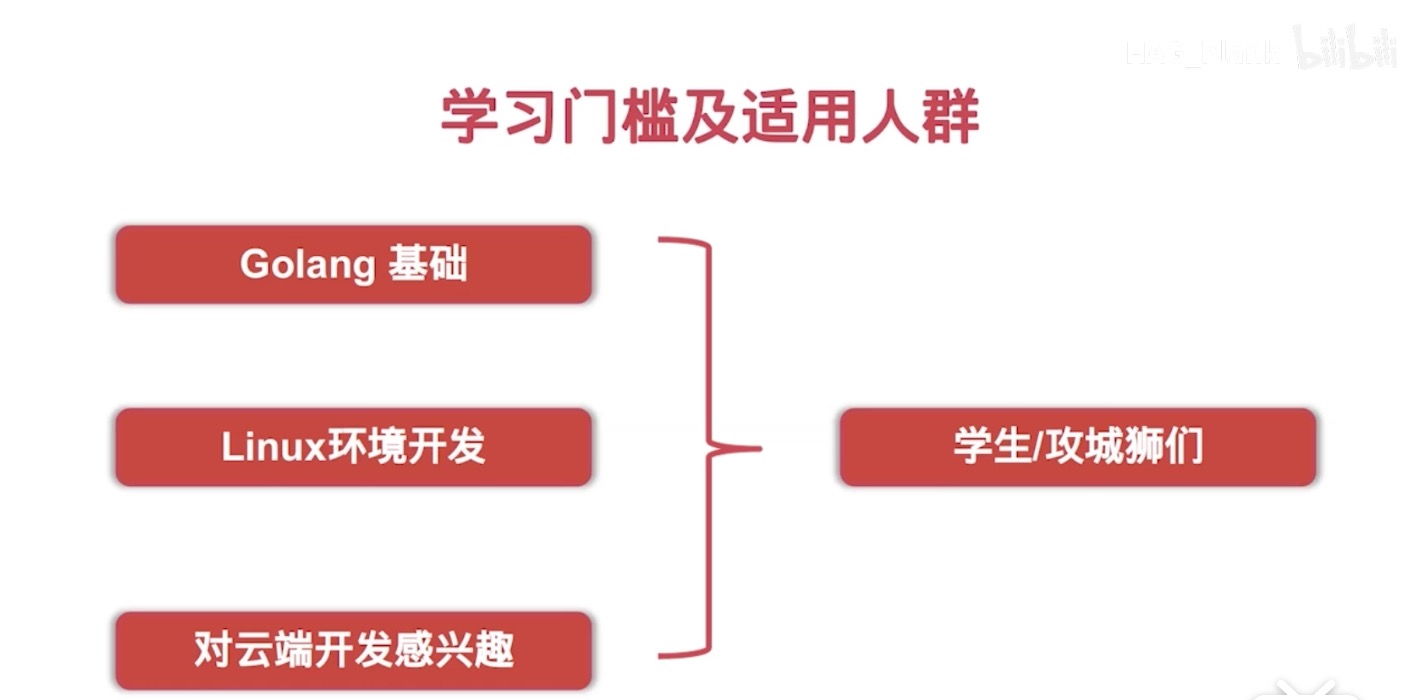 bilibili
学习门槛及适用人群
Golang 基础
Linux环境开发
学生/攻城狮们
对云端开发感兴趣